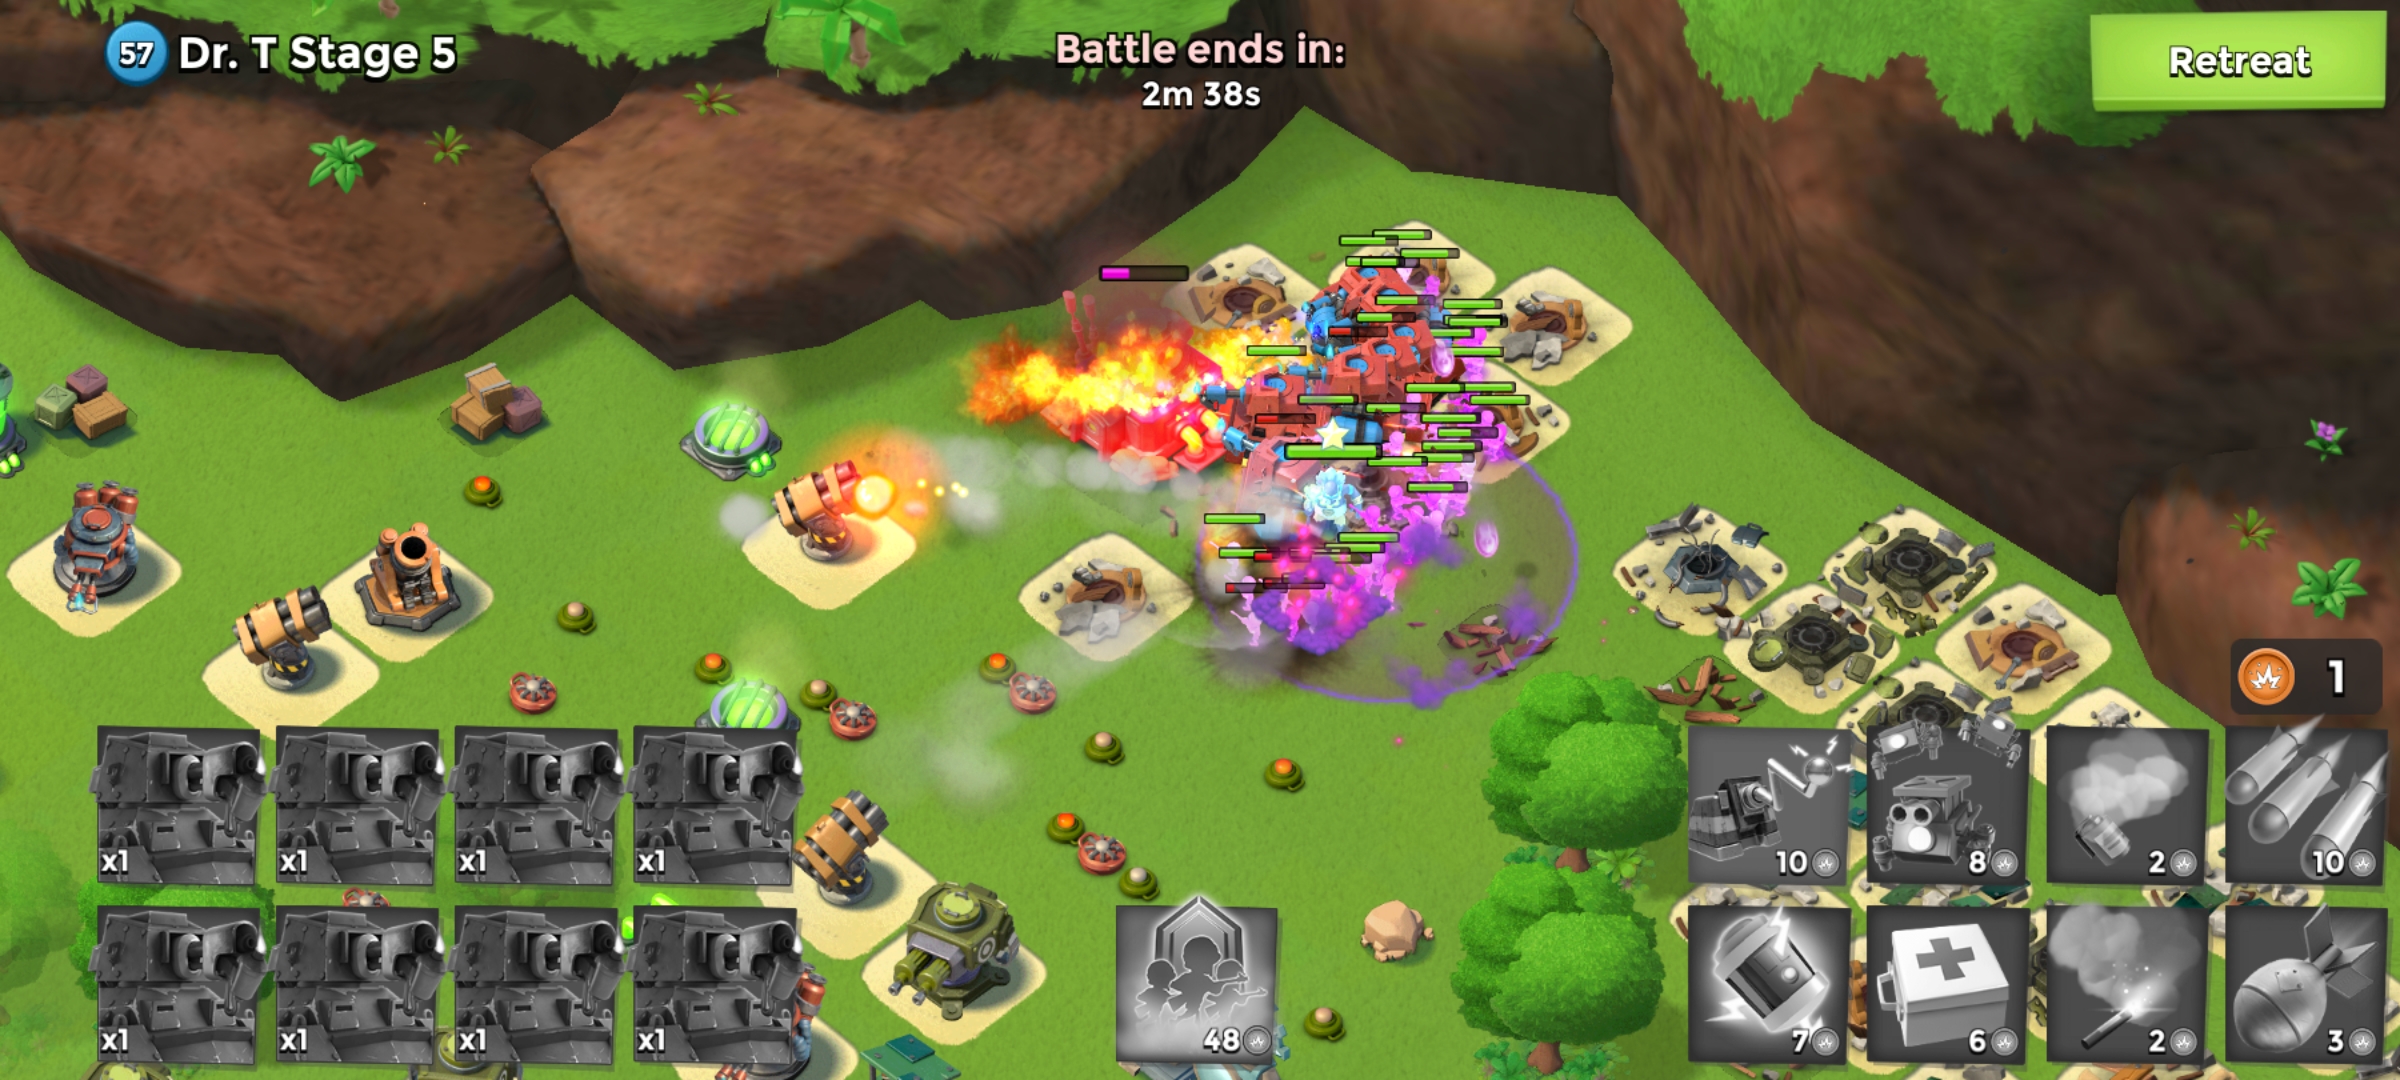 57 Dr. T Stage 5
Battle ends in:
2m 38s
Retreat
1
x1 x1 x1 x1
10 8 2 10
x1 x1 x1 x1
48
7 6 2 3